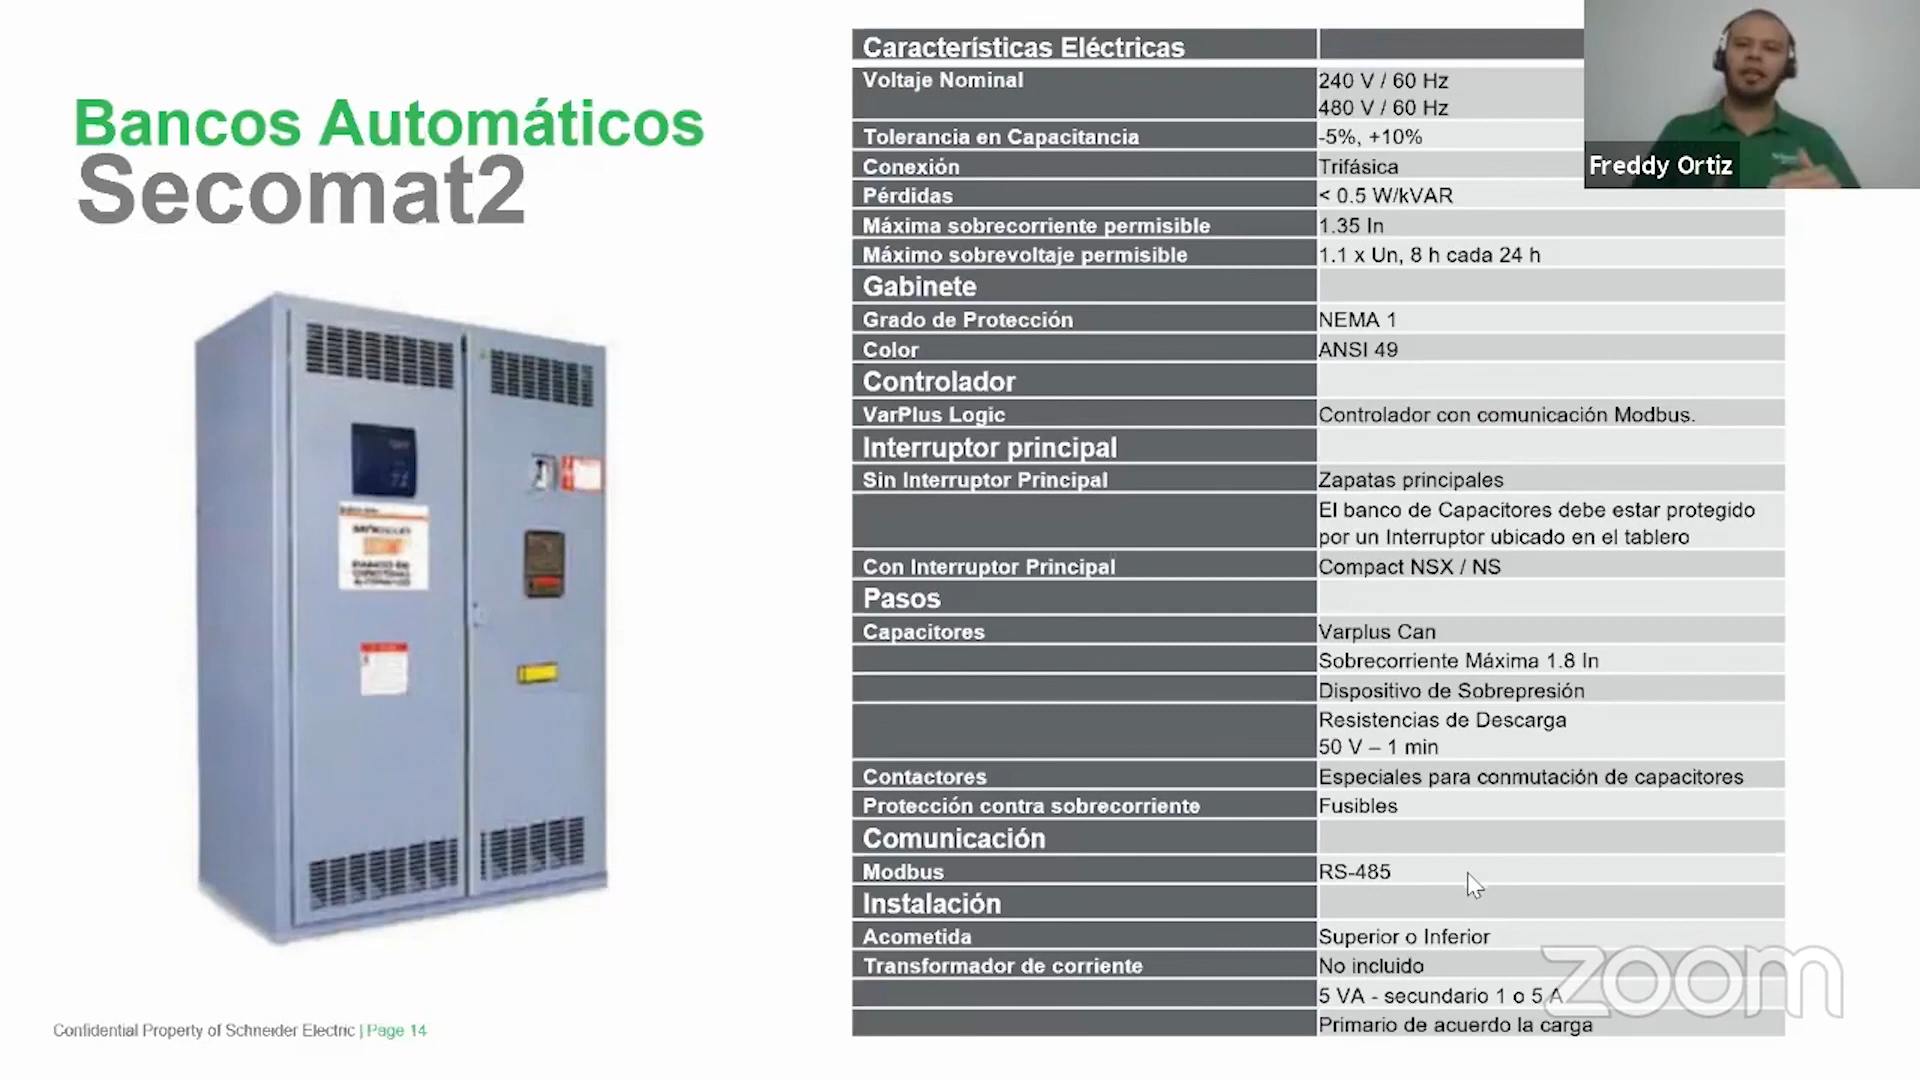 Bancos Automáticos
Secomat2
Características Eléctricas
Voltaje Nominal
240 V / 60 Hz
480 V / 60 Hz
Tolerancia en Capacitancia
-5%, +10%
Conexión
Trifásica
Pérdidas
< 0.5 W/kVAR
Máxima sobrecorriente permisible
1.35 In
Máximo sobrevoltaje permisible
1.1 x Un, 8 h cada 24 h
Gabinete
Grado de Protección
NEMA 1
Color
ANSI 49
Controlador
VarPlus Logic
Controlador con comunicación Modbus.
Interruptor principal
Sin Interruptor Principal
Zapatas principales
El banco de Capacitores debe estar protegido
por un Interruptor ubicado en el tablero
Con Interruptor Principal
Compact NSX / NS
Pasos
Capacitores
Varplus Can
Sobrecorriente Máxima 1.8 In
Dispositivo de Sobrepresión
Resistencias de Descarga
50 V – 1 min
Contactores
Especiales para conmutación de capacitores
Protección contra sobrecorriente
Fusibles
Comunicación
Modbus
RS-485
Instalación
Acometida
Superior o Inferior
Transformador de corriente
No incluido
5 VA - secundario 1 o 5 A
Primario de acuerdo la carga
Freddy Ortiz
zoom
Confidential Property of Schneider Electric | Page 14